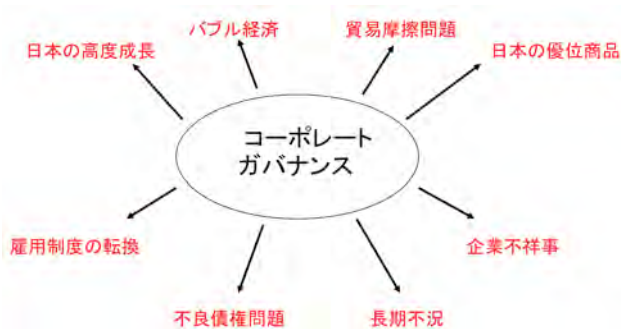 バブル経済
貿易摩擦問題
日本の高度成長
日本の優位商品
コーポレート
ガバナンス
雇用制度の転換
企業不祥事
不良債権問題
長期不況